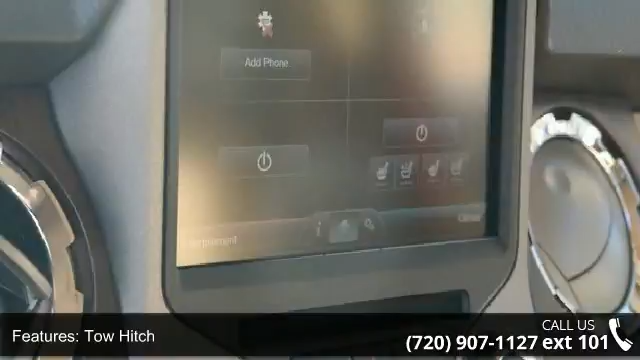 Add Phone
Features: Tow Hitch
CALL US
(720) 907-1127 ext 101